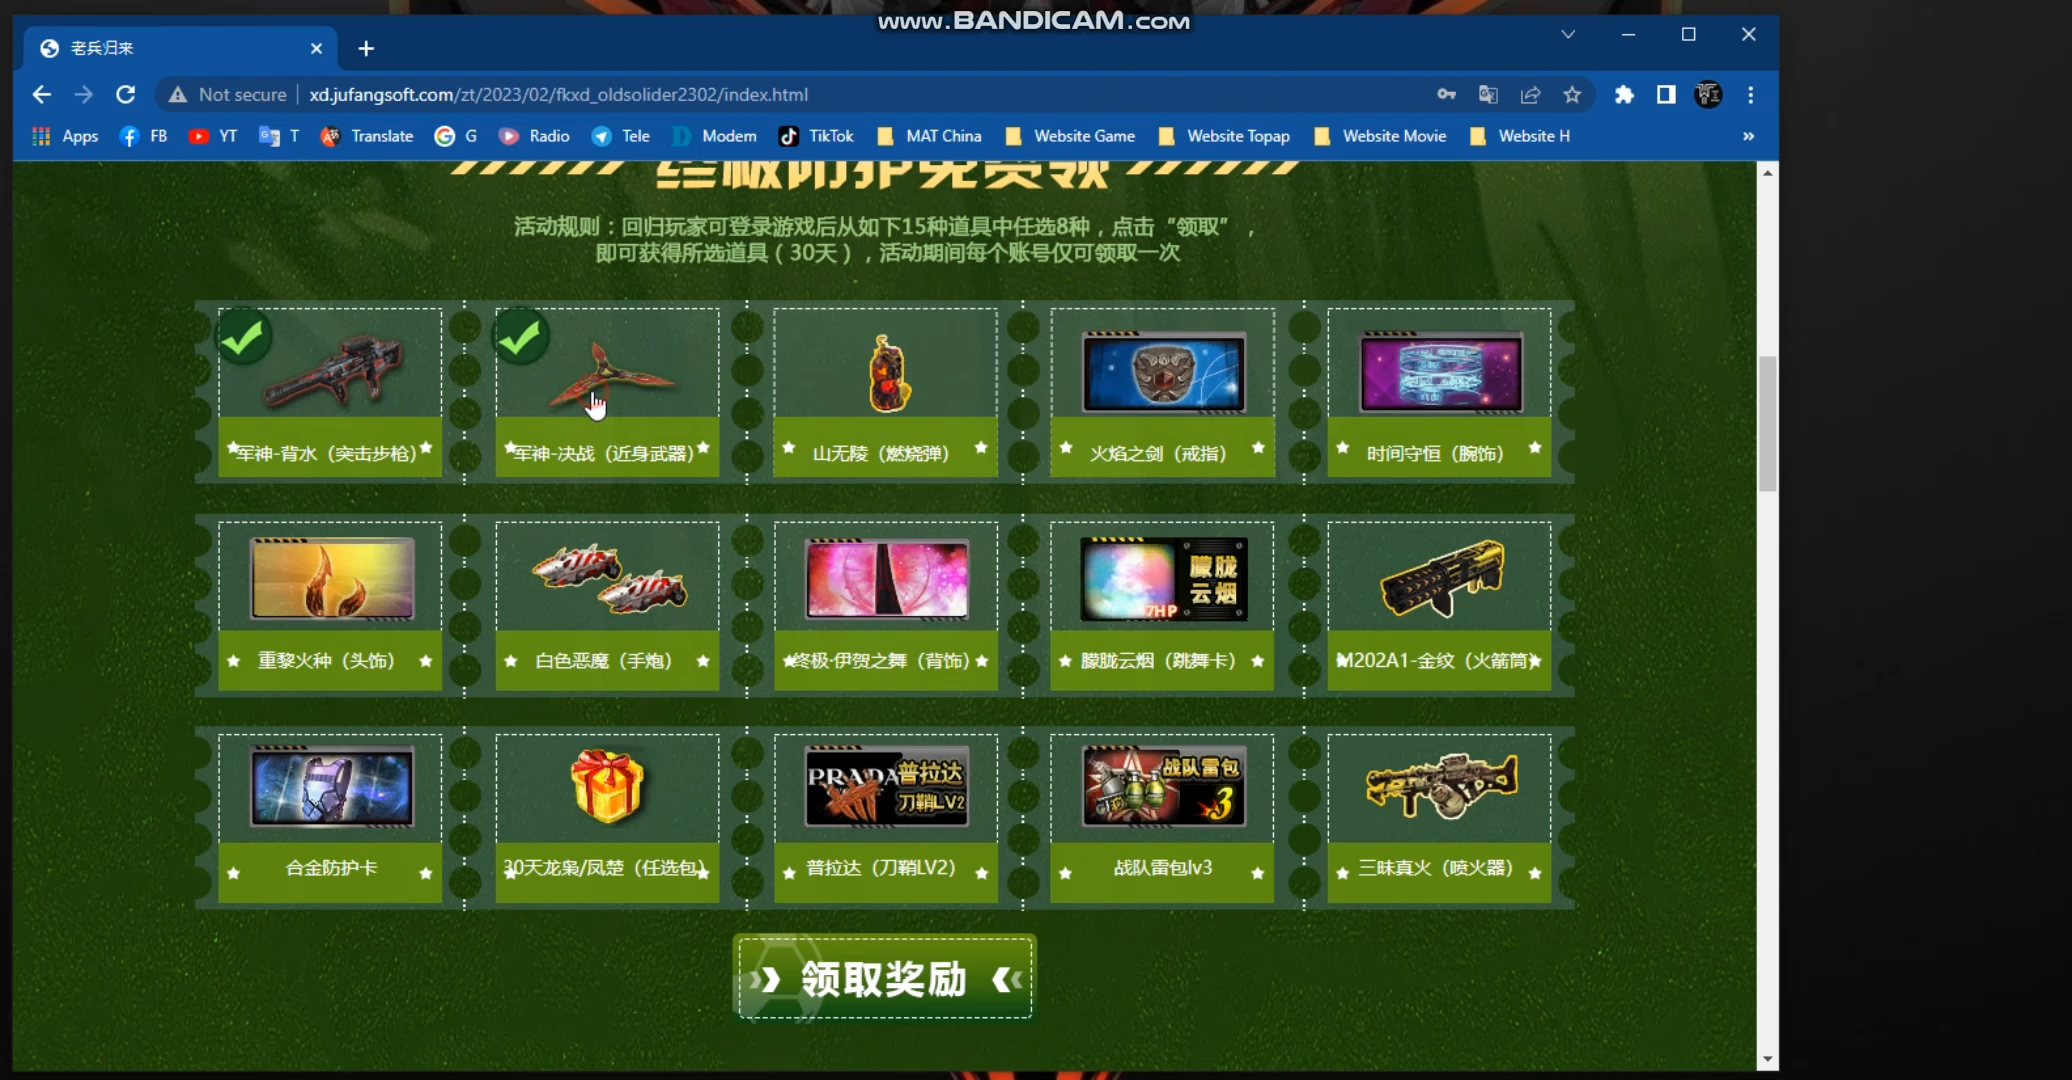 www.BANDICAM.com
老兵归来
Not secure xd.jufangsoft.com/zt/2023/02/fkxd_oldsolider2302/index.html
Apps FB YT T Translate G Radio Tele Modem TikTok MAT China Website Game Website Topap Website Movie Website H »
终极防护免费领
活动规则：回归玩家可登录游戏后从如下15种道具中任选8种，点击“领取”，
即可获得所选道具（30天），活动期间每个账号仅可领取一次
军神-背水（突击步枪） 军神-决战（近身武器） 山无陵（燃烧弹） 火焰之剑（戒指） 时间守恒（腕饰）
朦胧
云烟
7HP
重黎火种（头饰） 白色恶魔（手炮） 终极-伊贺之舞（背饰） 朦胧云烟（跳舞卡） M202A1-金纹（火箭筒）
PRADA 普拉达
刀鞘LV2
战队雷包
3
合金防护卡 30天龙枭/凤楚（任选包） 普拉达（刀鞘LV2） 战队雷包lv3 三昧真火（喷火器）
领取奖励